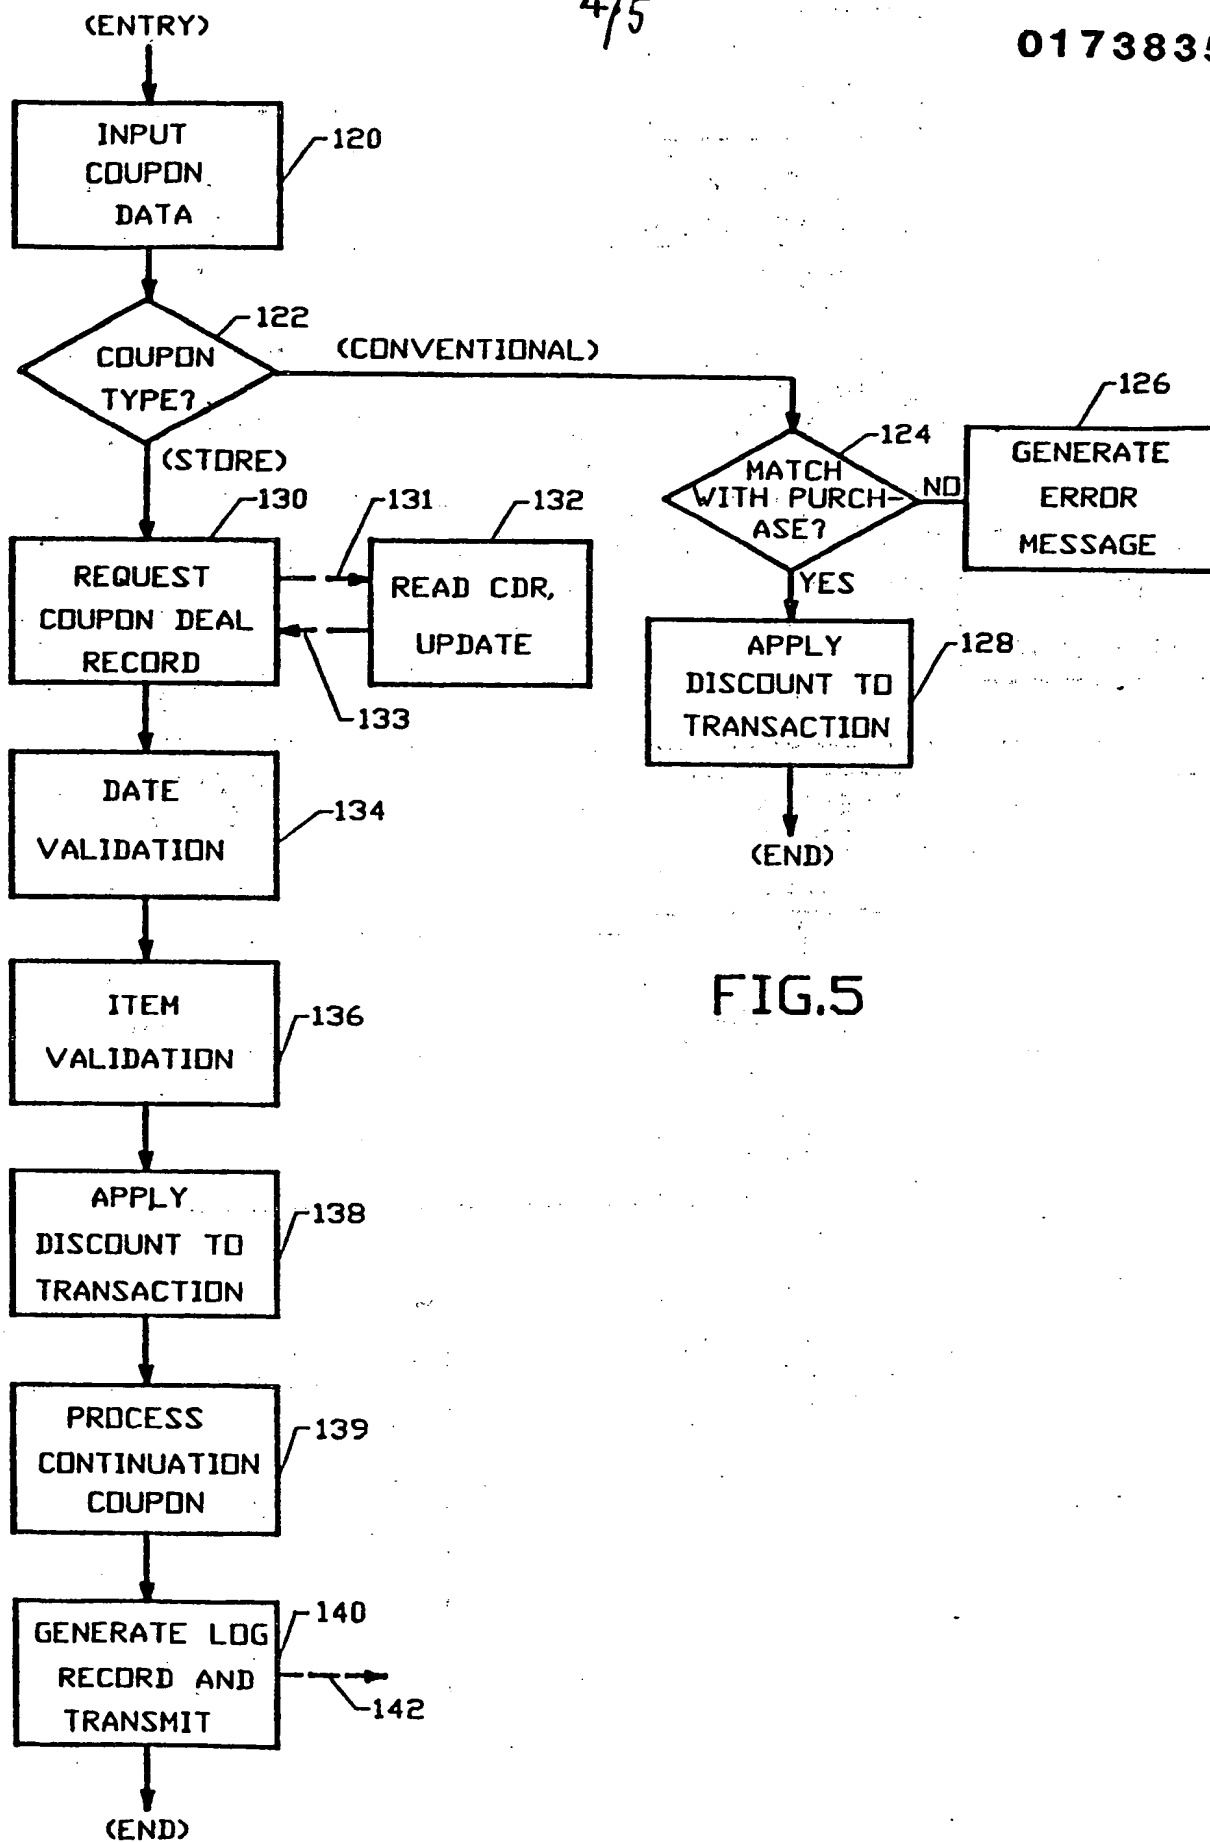 4/5
0173835
(ENTRY)
INPUT
COUPON
DATA
120
COUPON
TYPE?
122
(CONVENTIONAL)
(STORE)
MATCH
WITH PURCH-
ASE?
124
NO
GENERATE
ERROR
MESSAGE
126
YES
APPLY
DISCOUNT TO
TRANSACTION
128
(END)
REQUEST
COUPON DEAL
RECORD
130
131
READ CDR,
UPDATE
132
133
DATE
VALIDATION
134
ITEM
VALIDATION
136
APPLY
DISCOUNT TO
TRANSACTION
138
PROCESS
CONTINUATION
COUPON
139
GENERATE LOG
RECORD AND
TRANSMIT
140
142
(END)
FIG.5